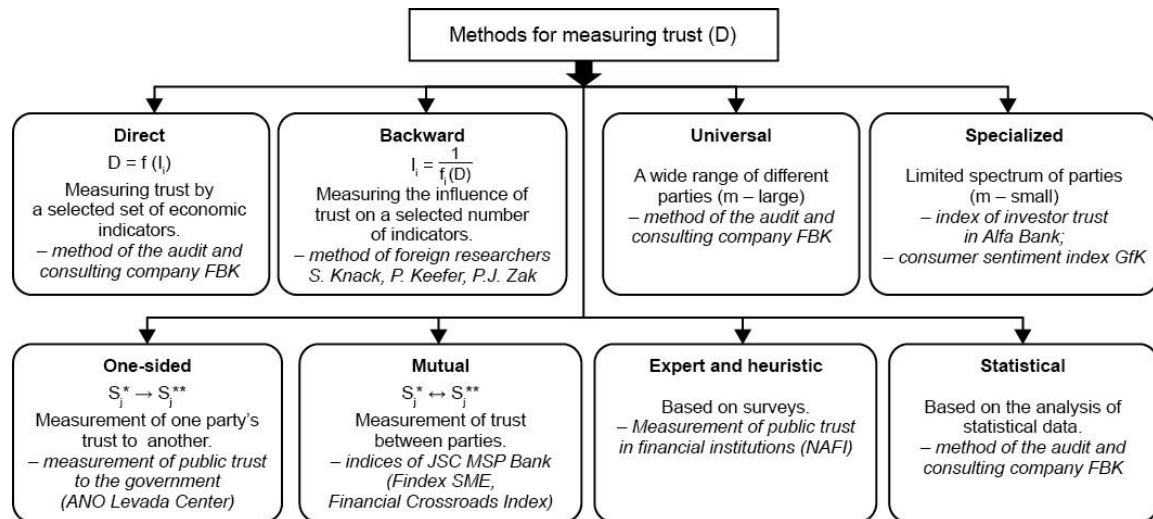 Methods for measuring trust (D)
Direct
D = f (I_i)
Measuring trust by
a selected set of economic
indicators.
– method of the audit and
consulting company FBK
Backward
I_i = 1 / f_i(D)
Measuring the influence of
trust on a selected number
of indicators.
– method of foreign researchers
S. Knack, P. Keefer, P.J. Zak
Universal
A wide range of different
parties (m – large)
– method of the audit and
consulting company FBK
Specialized
Limited spectrum of parties
(m – small)
– index of investor trust
in Alfa Bank;
– consumer sentiment index GfK
One-sided
S_j* → S_j**
Measurement of one party’s
trust to another.
– measurement of public trust
to the government
(ANO Levada Center)
Mutual
S_j* ↔ S_j**
Measurement of trust
between parties.
– indices of JSC MSP Bank
(Findex SME,
Financial Crossroads Index)
Expert and heuristic
Based on surveys.
– Measurement of public trust
in financial institutions (NAFI)
Statistical
Based on the analysis of
statistical data.
– method of the audit and
consulting company FBK